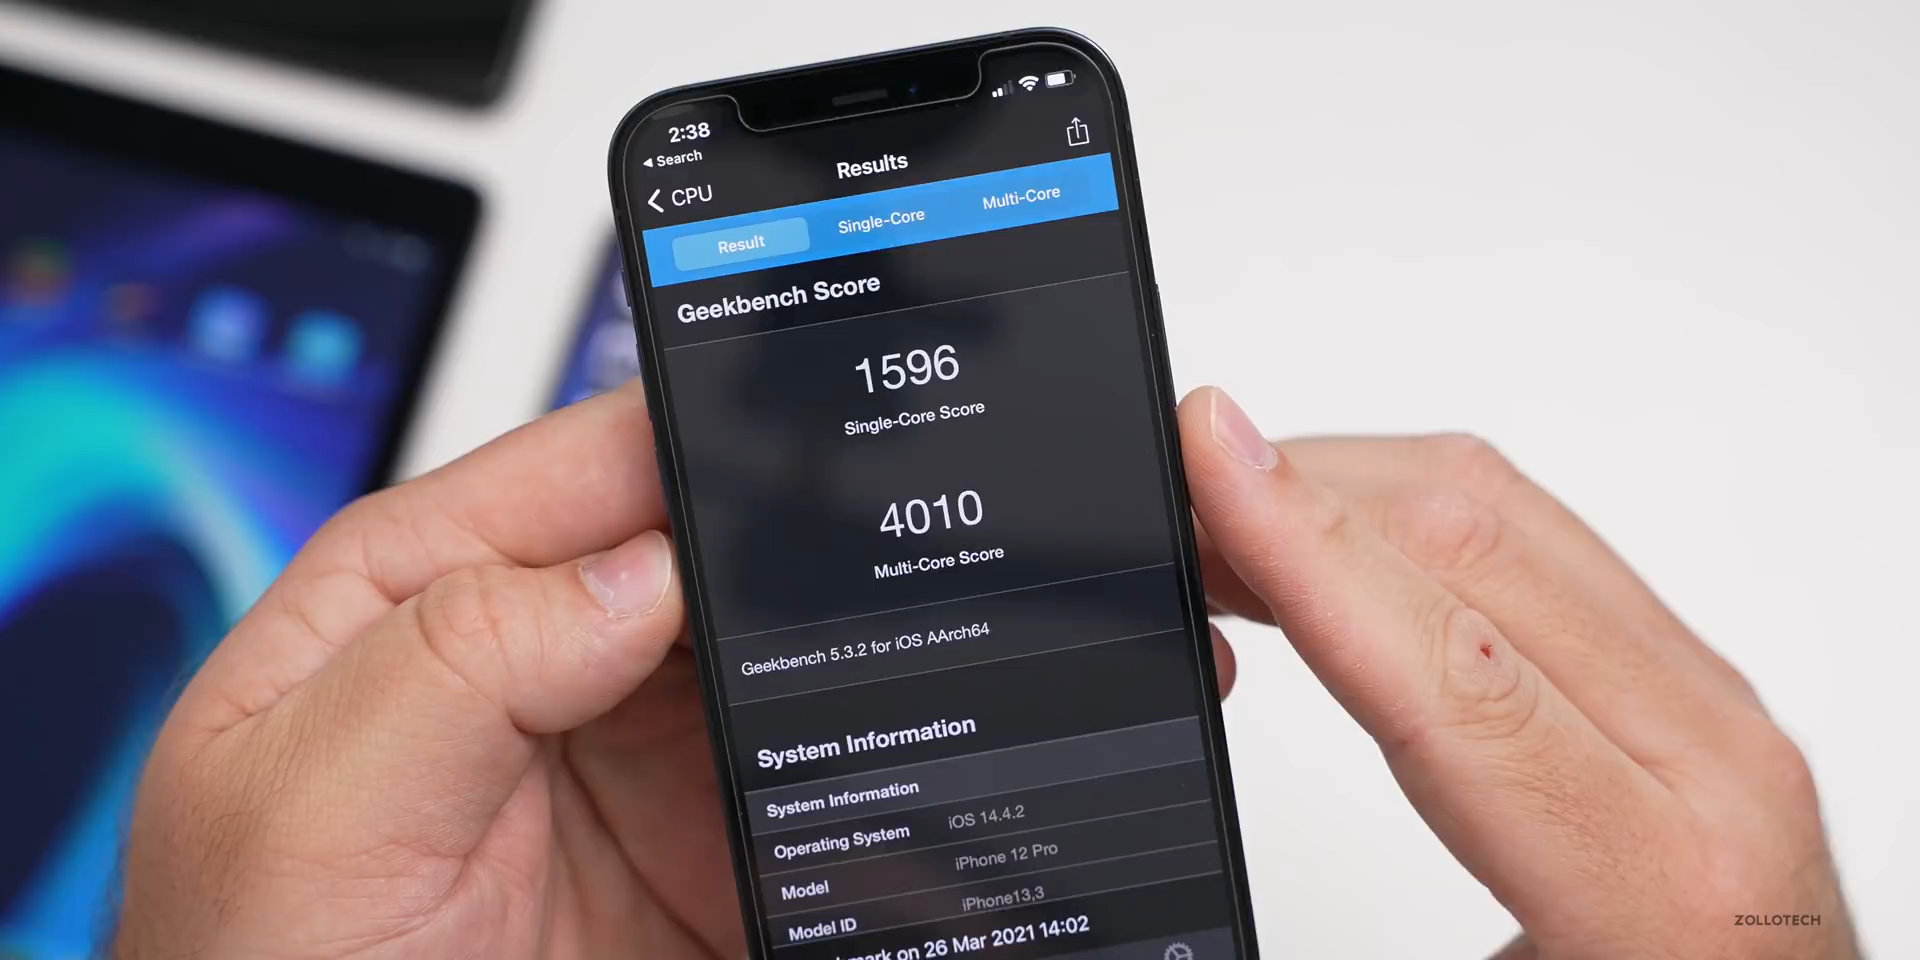 2:38
◀ Search
CPU
Results
Result
Single-Core
Multi-Core
Geekbench Score
1596
Single-Core Score
4010
Multi-Core Score
Geekbench 5.3.2 for iOS AArch64
System Information
System Information
Operating System iOS 14.4.2
Model iPhone 12 Pro
Model ID iPhone13,3
on 26 Mar 2021 14:02
ZOLLOTECH